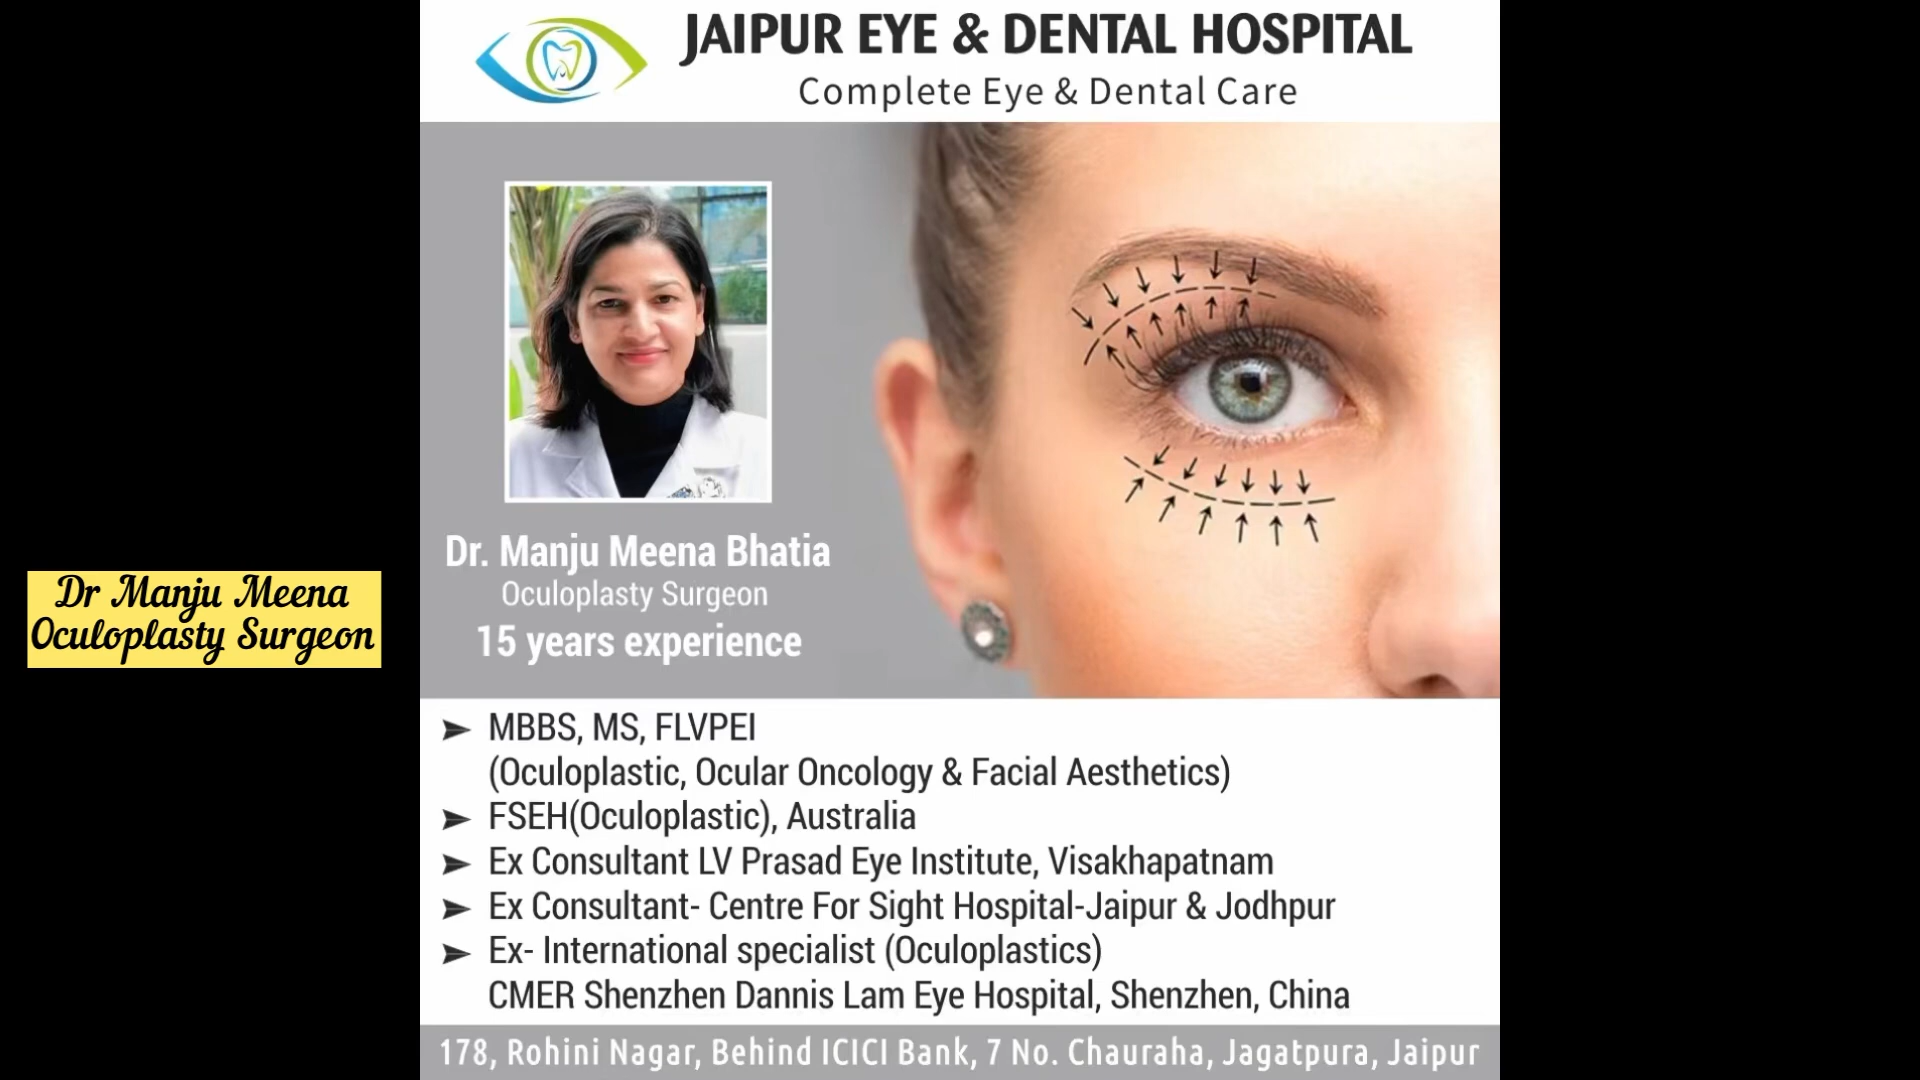 JAIPUR EYE & DENTAL HOSPITAL
Complete Eye & Dental Care
Dr. Manju Meena Bhatia
Oculoplasty Surgeon
15 years experience
Dr Manju Meena
Oculoplasty Surgeon
MBBS, MS, FLVPEI
(Oculoplastic, Ocular Oncology & Facial Aesthetics)
FSEH(Oculoplastic), Australia
Ex Consultant LV Prasad Eye Institute, Visakhapatnam
Ex Consultant- Centre For Sight Hospital-Jaipur & Jodhpur
Ex- International specialist (Oculoplastics)
CMER Shenzhen Dannis Lam Eye Hospital, Shenzhen, China
178, Rohini Nagar, Behind ICICI Bank, 7 No. Chauraha, Jagatpura, Jaipur